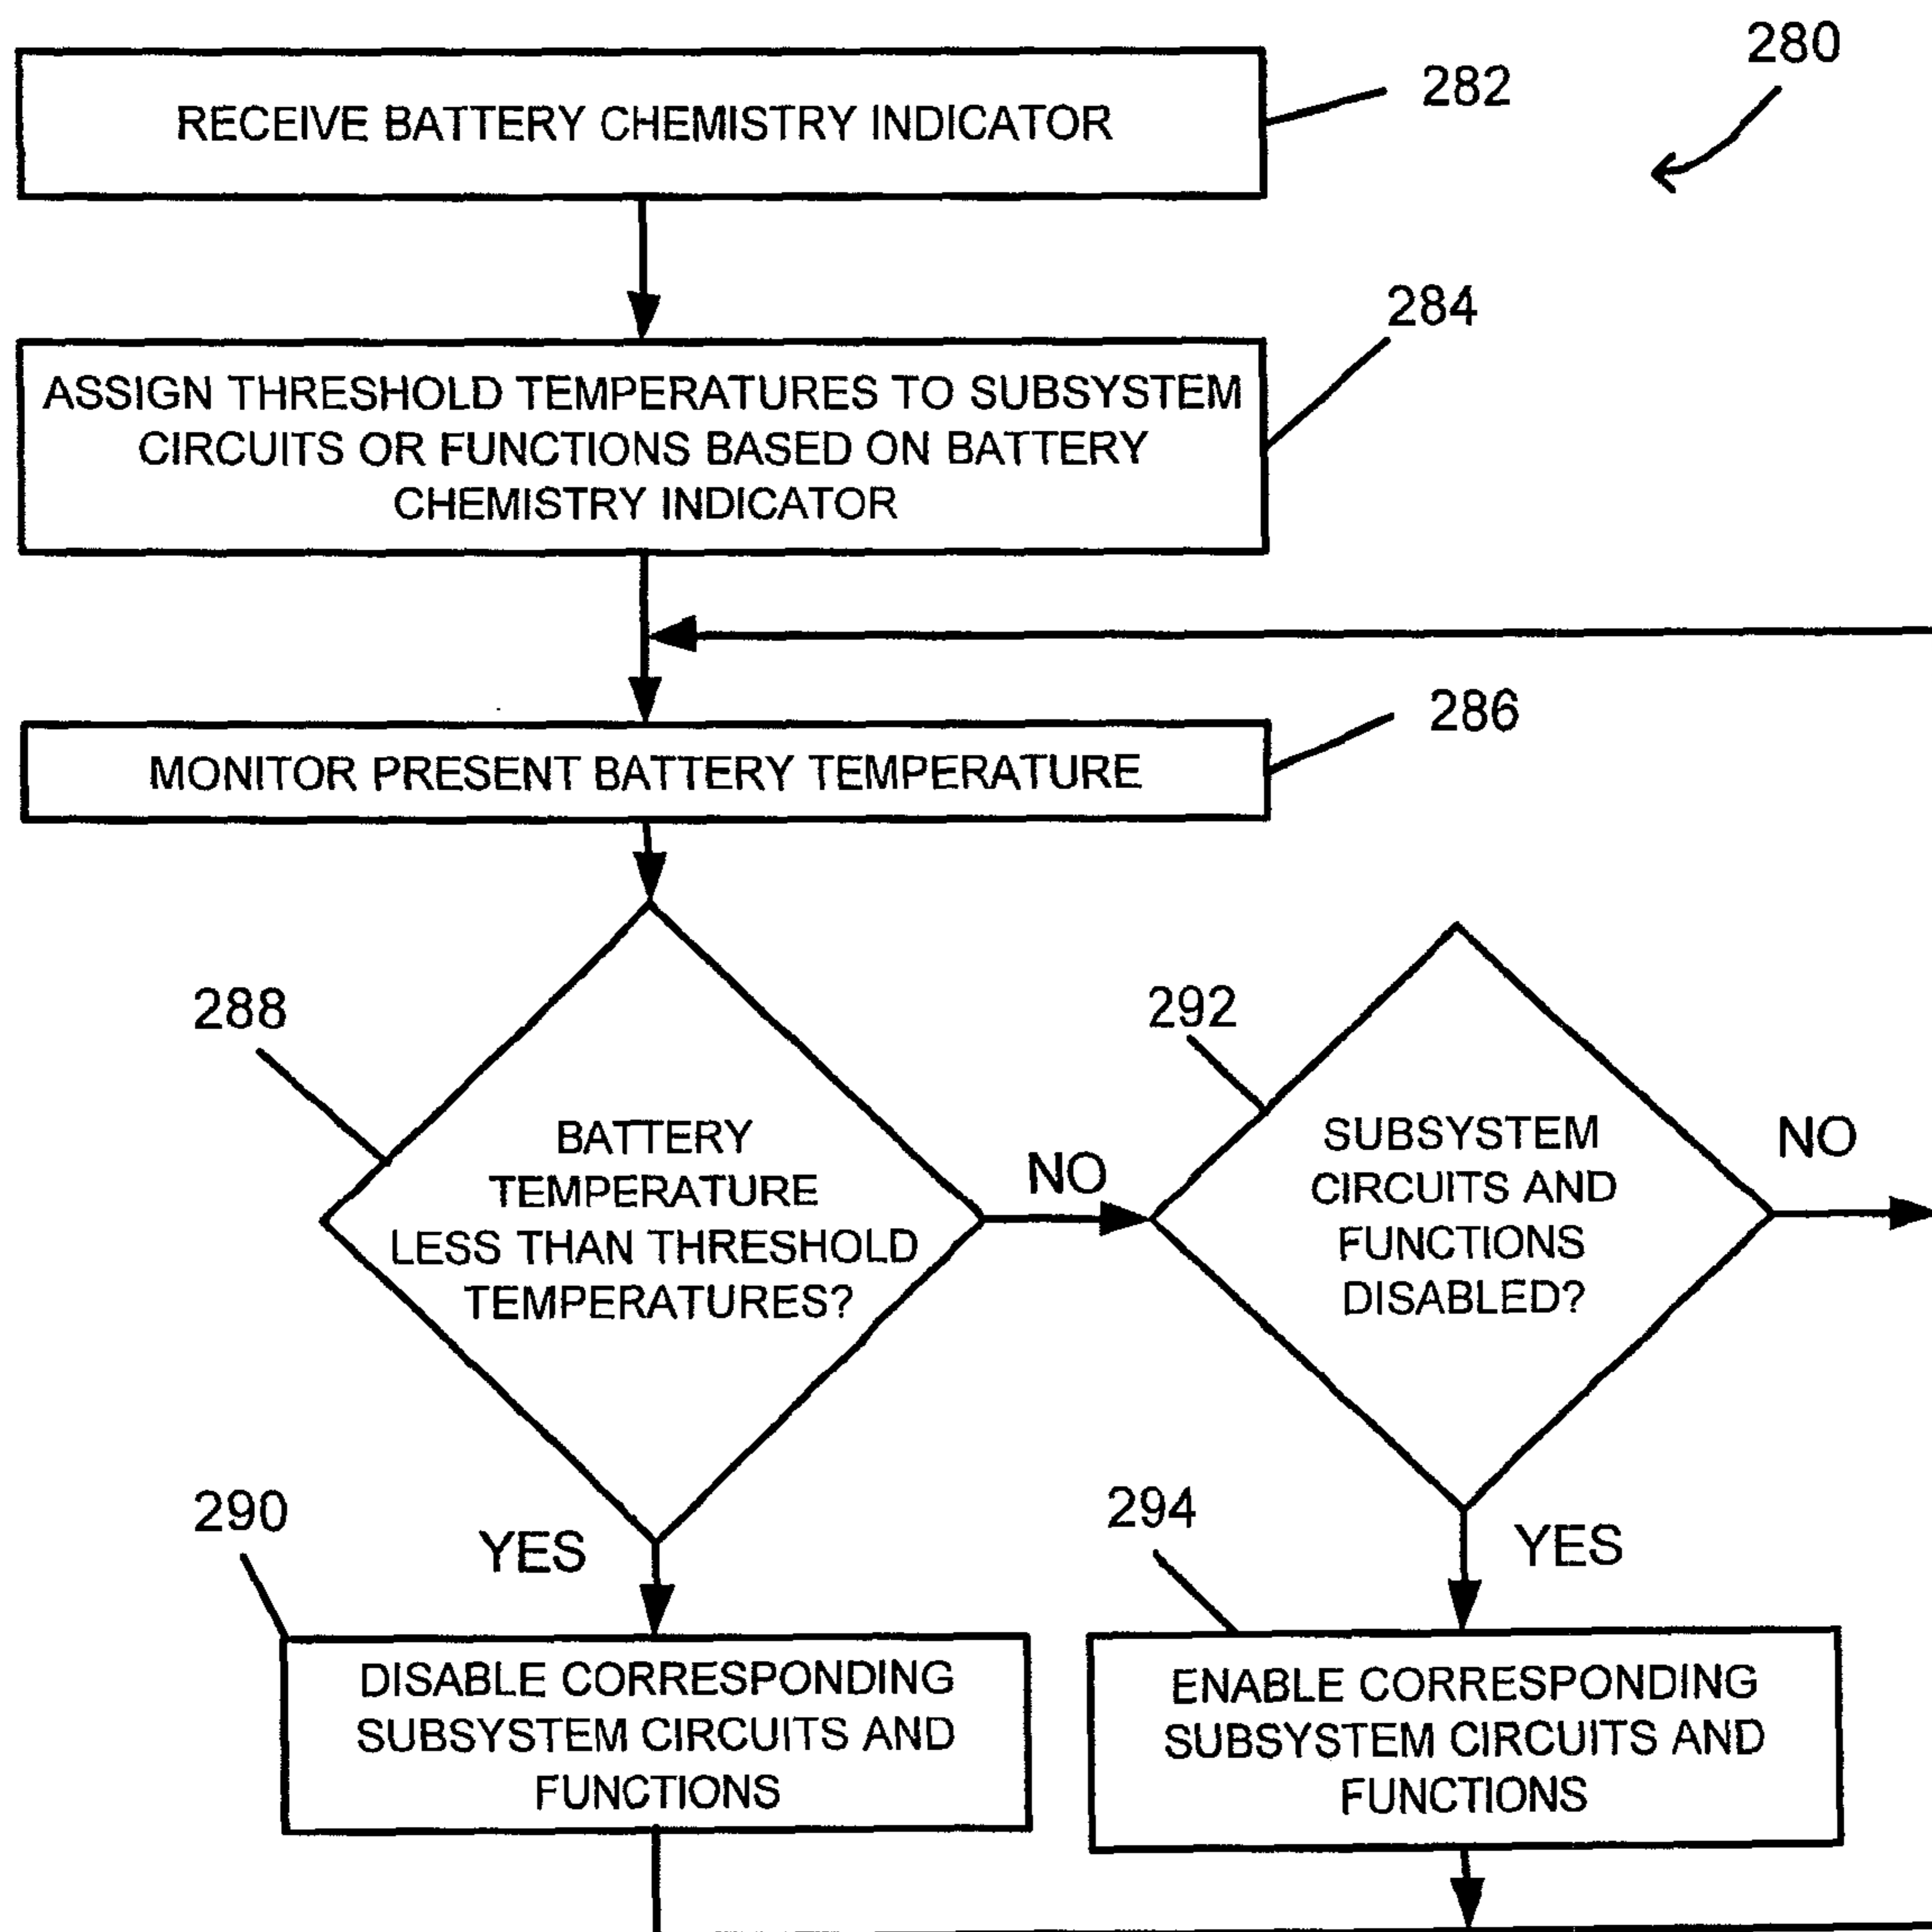 280
RECEIVE BATTERY CHEMISTRY INDICATOR
282
284
ASSIGN THRESHOLD TEMPERATURES TO SUBSYSTEM
CIRCUITS OR FUNCTIONS BASED ON BATTERY
CHEMISTRY INDICATOR
286
MONITOR PRESENT BATTERY TEMPERATURE
288
BATTERY
TEMPERATURE
LESS THAN THRESHOLD
TEMPERATURES?
NO
292
SUBSYSTEM
CIRCUITS AND
FUNCTIONS
DISABLED?
NO
290
YES
DISABLE CORRESPONDING
SUBSYSTEM CIRCUITS AND
FUNCTIONS
294
YES
ENABLE CORRESPONDING
SUBSYSTEM CIRCUITS AND
FUNCTIONS